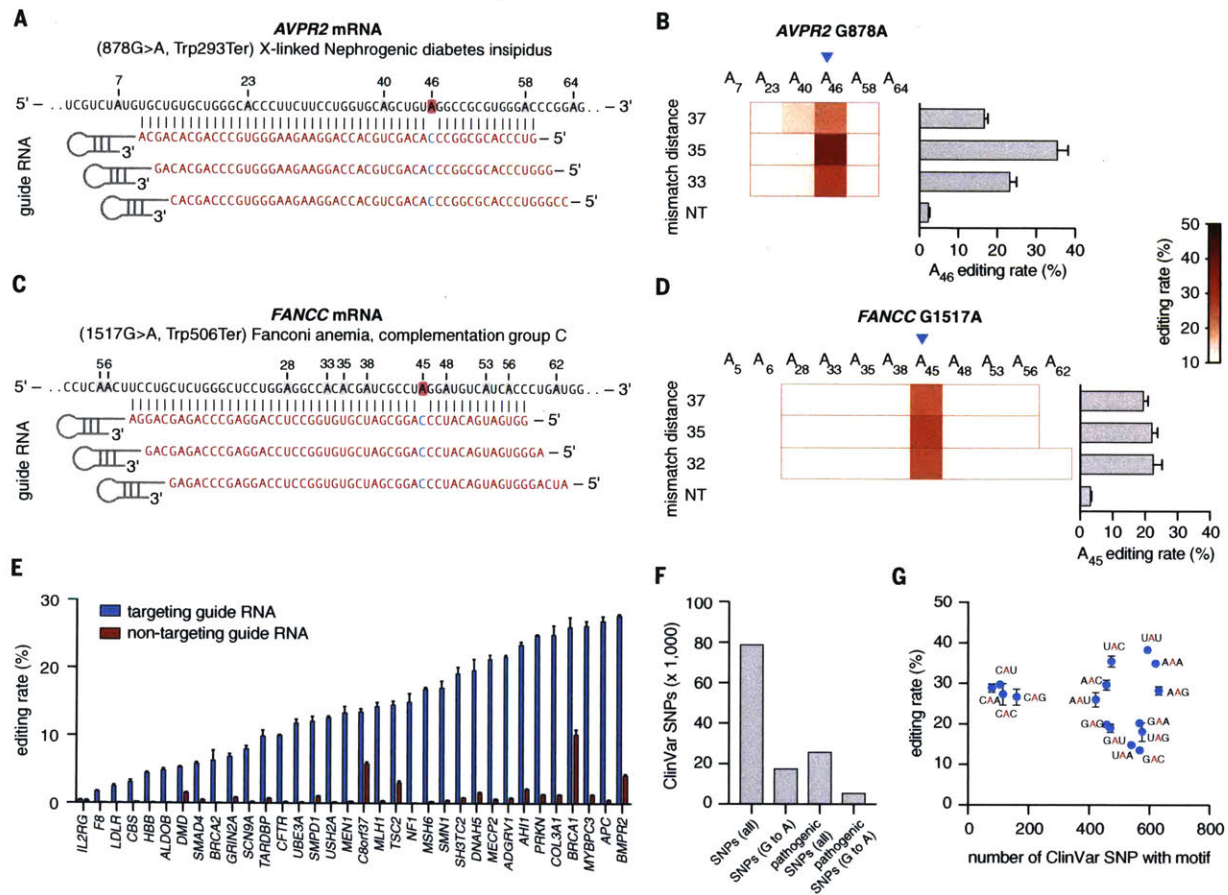 A
AVPR2 mRNA
(878G>A, Trp293Ter) X-linked Nephrogenic diabetes insipidus
7 23 40 46 58 64
5' – ..UCGUCUAUGUGCUGUGCUGGGCACCCUUCUUCCUGGUGCAGCUGUAGGCCGCGUGGGACCCGGAG.. – 3'
guide RNA
3' ACGACACGACCCGUGGGAAGAAGGACCACGUCGACACCCGGCGCACCCUG – 5'
3' GACACGACCCGUGGGAAGAAGGACCACGUCGACACCCGGCGCACCCUGGG – 5'
3' CACGACCCGUGGGAAGAAGGACCACGUCGACACCCGGCGCACCCUGGGCC – 5'
B
AVPR2 G878A
A7 A23 A40 A46 A58 A64
mismatch distance
37
35
33
NT
0 10 20 30 40
A46 editing rate (%)
editing rate (%)
50
40
30
20
10
C
FANCC mRNA
(1517G>A, Trp506Ter) Fanconi anemia, complementation group C
56 28 33 35 38 45 48 53 56 62
5' – ..CCUCAACUUCCUGCUCUGGGCUCCUGGAGGCCACACGAUCGCCUAGGAUGUCAUCACCCUGAUGG.. – 3'
guide RNA
3' AGGACGAGACCCGAGGACCUCCGGUGUGCUAGCGGACCCUACAGUAGUGG – 5'
3' GACGAGACCCGAGGACCUCCGGUGUGCUAGCGGACCCUACAGUAGUGGGA – 5'
3' GAGACCCGAGGACCUCCGGUGUGCUAGCGGACCCUACAGUAGUGGGACUA – 5'
D
FANCC G1517A
A5 A6 A28 A33 A35 A38 A45 A48 A53 A56 A62
mismatch distance
37
35
32
NT
0 10 20 30 40
A45 editing rate (%)
E
editing rate (%)
30
20
10
0
targeting guide RNA
non-targeting guide RNA
IL2RG F8 LDLR CBS HBB ALDOB DMD SMAD4 BRCA2 GRIN2A SCN9A TARDBP CFTR UBE3A SMPD1 USH2A MEN1 C8orf37 MLH1 TSC2 NF1 MSH6 SMN1 SH3TC2 DNAH5 MECP2 ADGRV1 AHI1 PRKN COL3A1 BRCA1 MYBPC3 APC BMPR2
F
ClinVar SNPs (x 1,000)
100
80
60
40
20
0
SNPs (all)
SNPs (G to A)
pathogenic SNPs (all)
pathogenic SNPs (G to A)
G
editing rate (%)
50
40
30
20
10
0
CAU
CAA
CAC
CAG
UAC
UAU
AAA
AAC
AAG
AAU
GAG
GAA
GAU
UAG
UAA
GAC
0 200 400 600 800
number of ClinVar SNP with motif